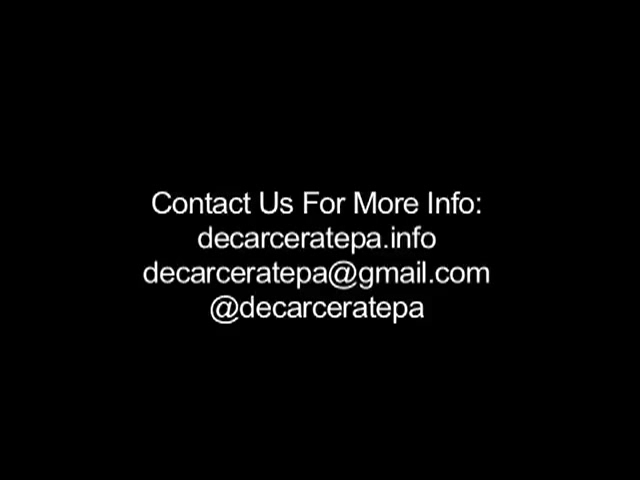 Contact Us For More Info:
decarceratepa.info
decarceratepa@gmail.com
@decarceratepa